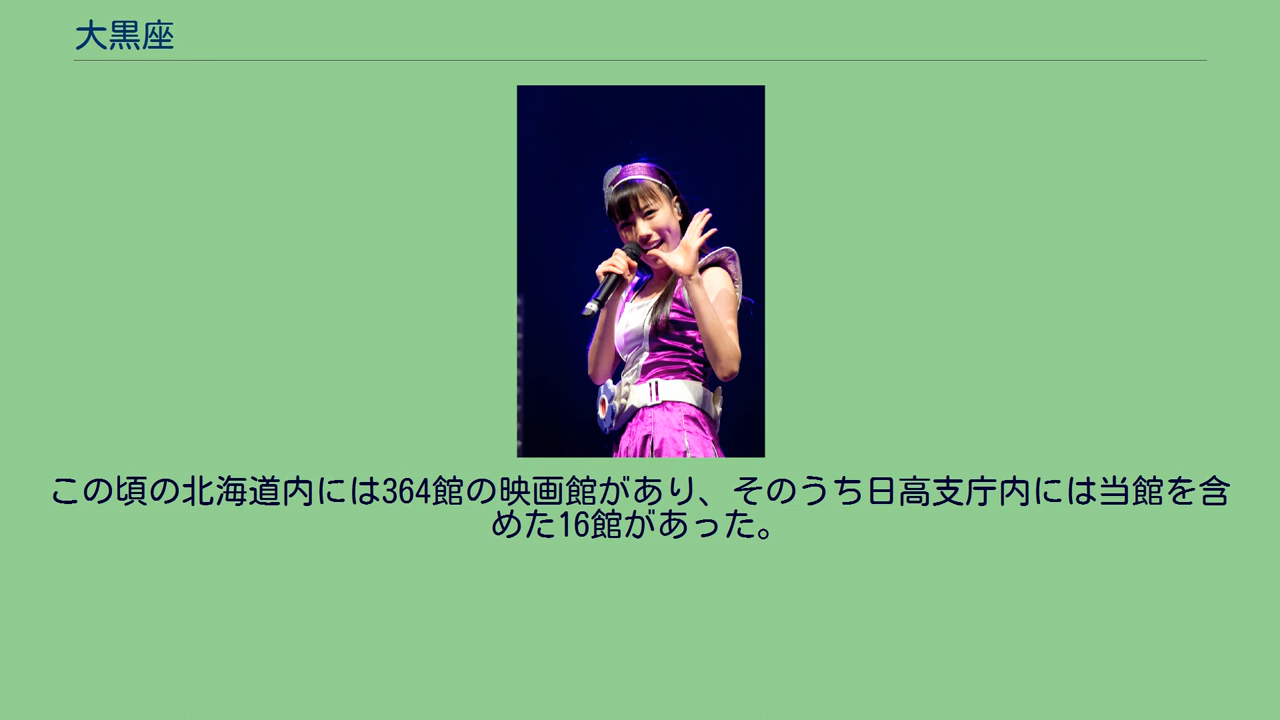 大黒座
この頃の北海道内には364館の映画館があり、そのうち日高支庁内には当館を含
めた16館があった。